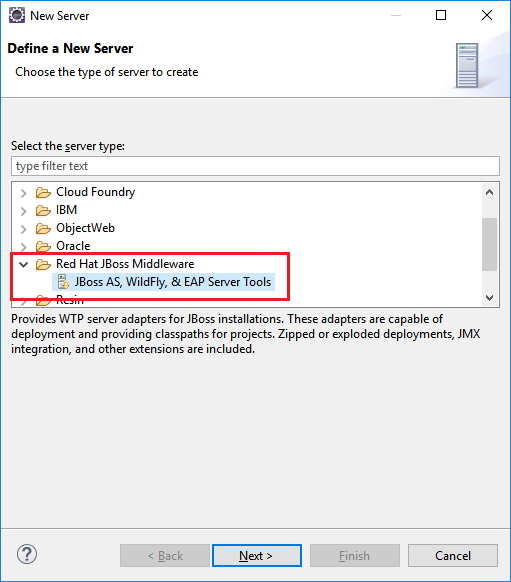 New Server
Define a New Server
Choose the type of server to create
Select the server type:
type filter text
Cloud Foundry
IBM
ObjectWeb
Oracle
Red Hat JBoss Middleware
JBoss AS, WildFly, & EAP Server Tools
Resin
Provides WTP server adapters for JBoss installations. These adapters are capable of
deployment and providing classpaths for projects. Zipped or exploded deployments, JMX
integration, and other extensions are included.
?
< Back
Next >
Finish
Cancel